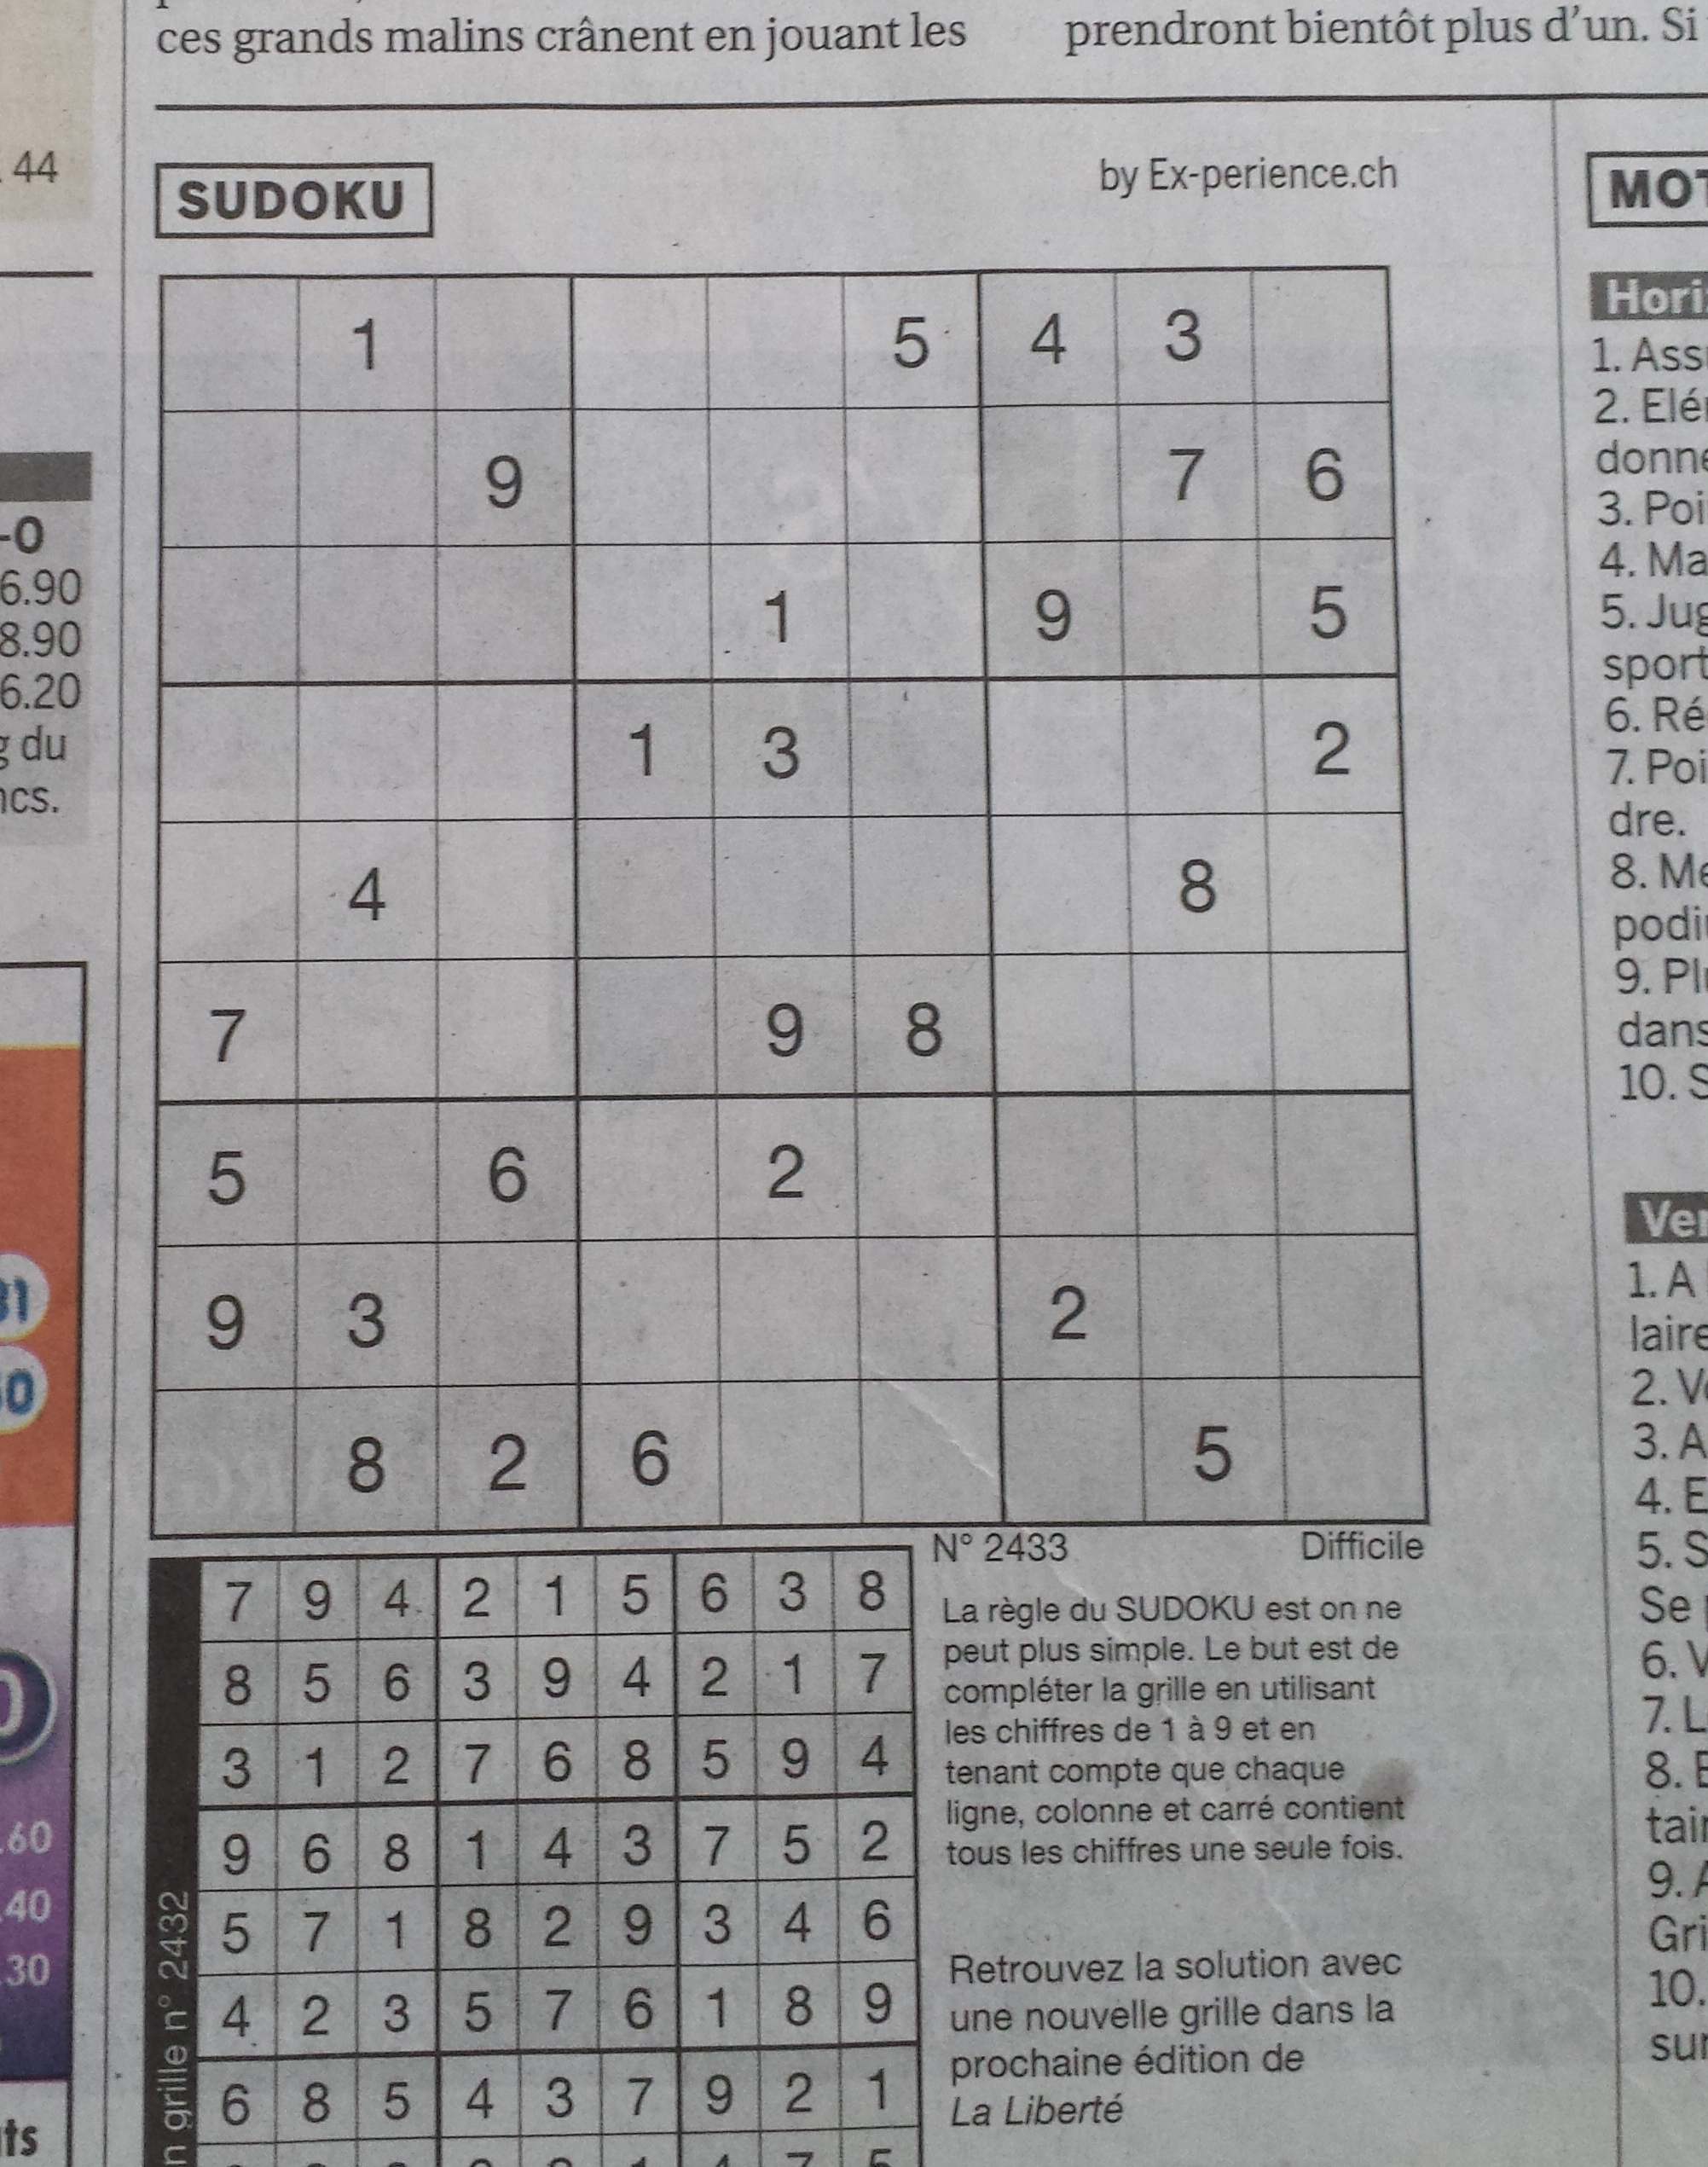 ces grands malins crânent en jouant les
prendront bientôt plus d'un. Si
44
SUDOKU
by Ex-perience.ch
1 5 4 3
9 7 6
1 9 5
1 3 2
4 8
7 9 8
5 6 2
9 3 2
8 2 6 5
N° 2433 Difficile
La règle du SUDOKU est on ne
peut plus simple. Le but est de
compléter la grille en utilisant
les chiffres de 1 à 9 et en
tenant compte que chaque
ligne, colonne et carré contient
tous les chiffres une seule fois.
Retrouvez la solution avec
une nouvelle grille dans la
prochaine édition de
La Liberté
grille n° 2432
7 9 4 2 1 5 6 3 8
8 5 6 3 9 4 2 1 7
3 1 2 7 6 8 5 9 4
9 6 8 1 4 3 7 5 2
5 7 1 8 2 9 3 4 6
4 2 3 5 7 6 1 8 9
6 8 5 4 3 7 9 2 1
-O
6.90
8.90
6.20
du
.60
.40
.30
MOT
Hori
1. Ass
2. Elé
donn
3. Poi
4. Ma
5. Jug
sport
6. Ré
7. Poi
dre.
8. Me
podi
9. Pl
dans
10. S
Ver
1. A
laire
2. V
3. A
4. E
5. S
Se
6. V
7. L
8. E
tai
9. A
Gri
10.
sur